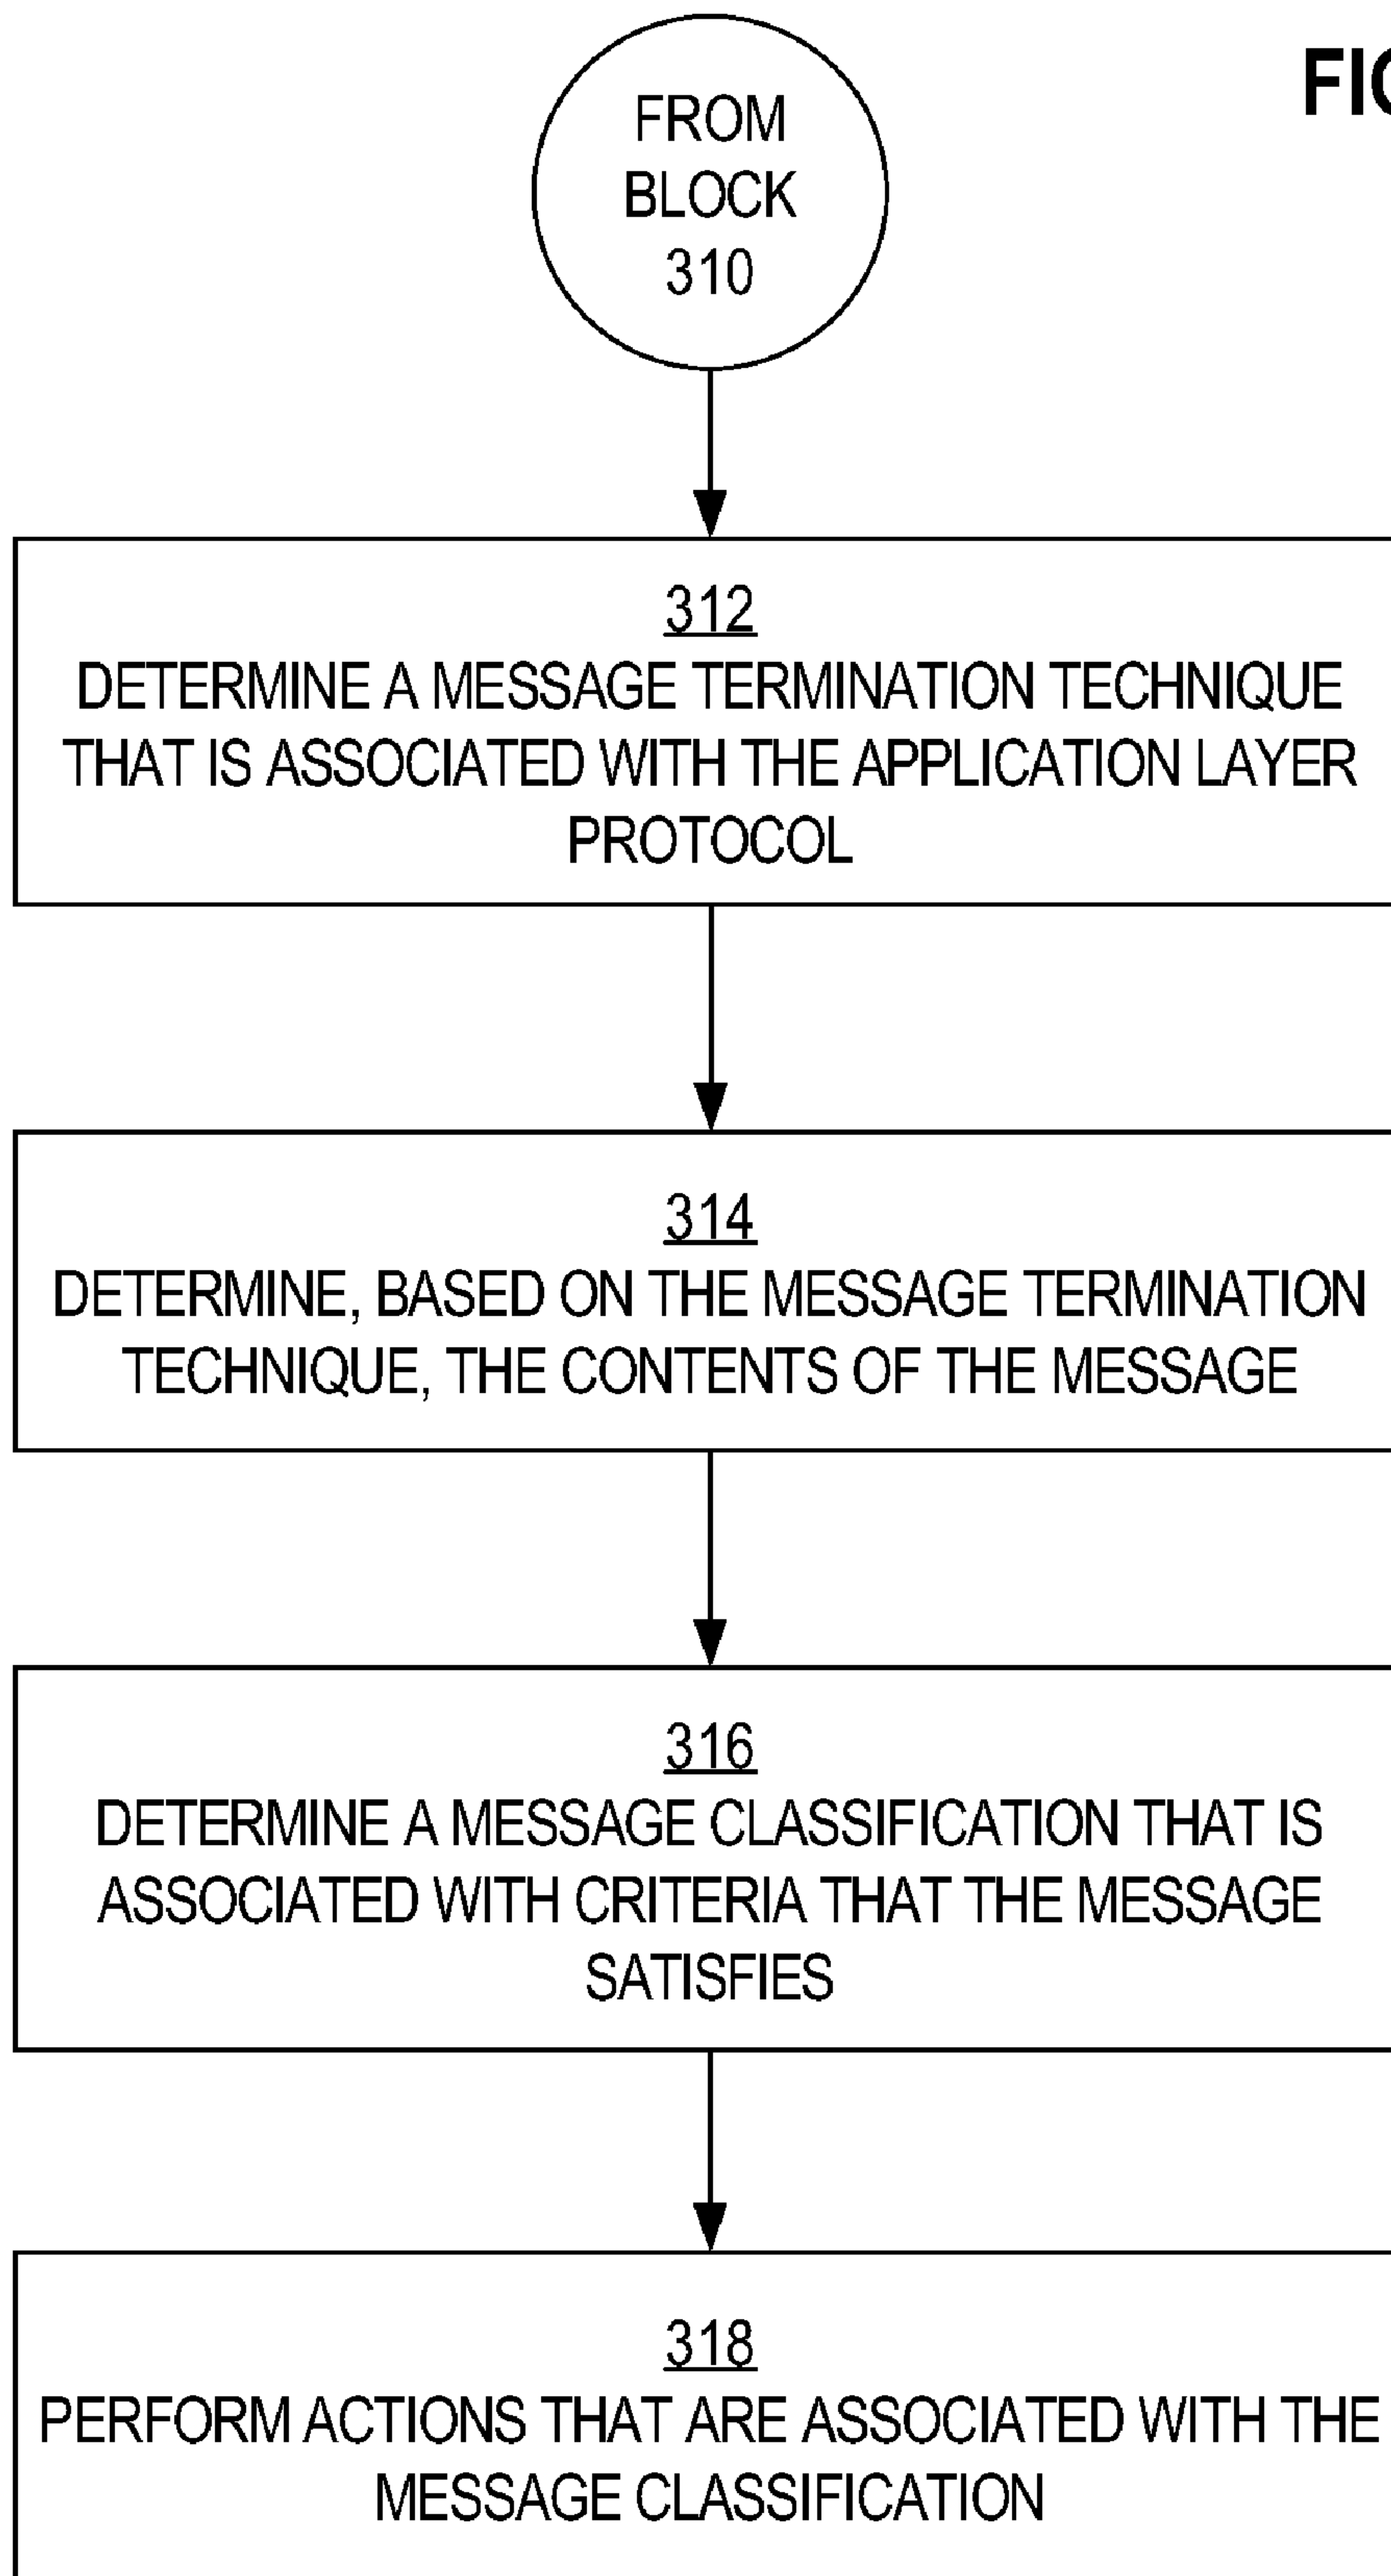 FROM
BLOCK
310
312
DETERMINE A MESSAGE TERMINATION TECHNIQUE
THAT IS ASSOCIATED WITH THE APPLICATION LAYER
PROTOCOL
314
DETERMINE, BASED ON THE MESSAGE TERMINATION
TECHNIQUE, THE CONTENTS OF THE MESSAGE
316
DETERMINE A MESSAGE CLASSIFICATION THAT IS
ASSOCIATED WITH CRITERIA THAT THE MESSAGE
SATISFIES
318
PERFORM ACTIONS THAT ARE ASSOCIATED WITH THE
MESSAGE CLASSIFICATION